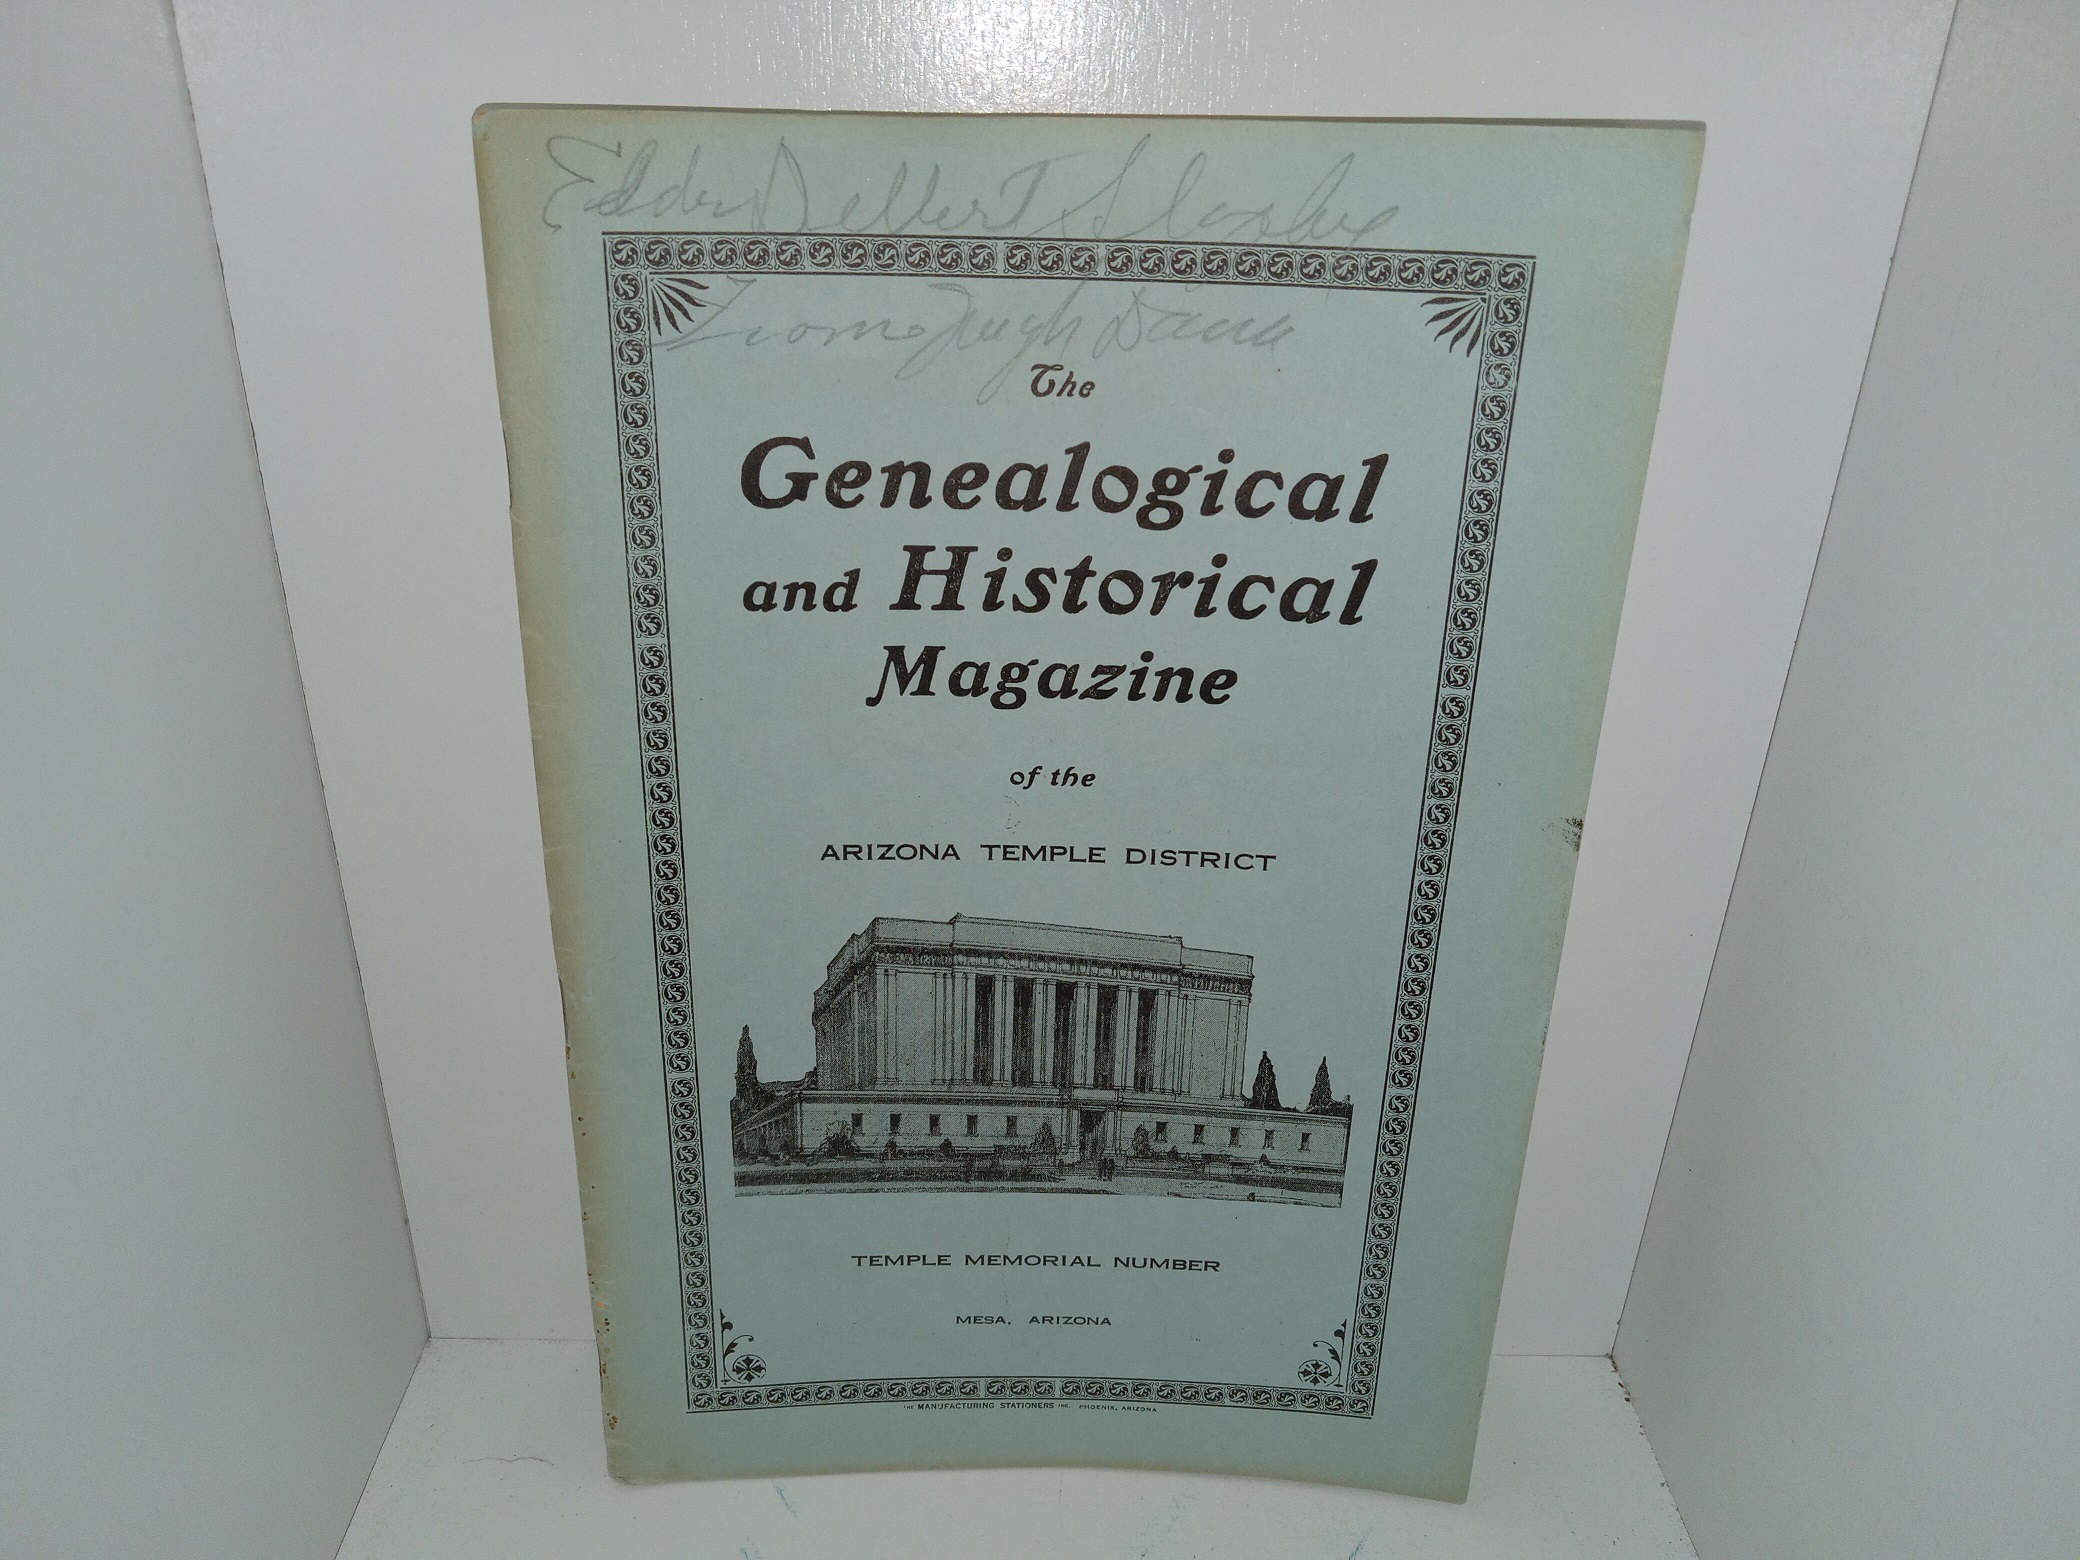 Elder Delbert Stapley
From Hugh Dana
The
Genealogical
and Historical
Magazine
of the
ARIZONA TEMPLE DISTRICT
TEMPLE MEMORIAL NUMBER
MESA, ARIZONA
THE MANUFACTURING STATIONERS INC. PHOENIX, ARIZONA